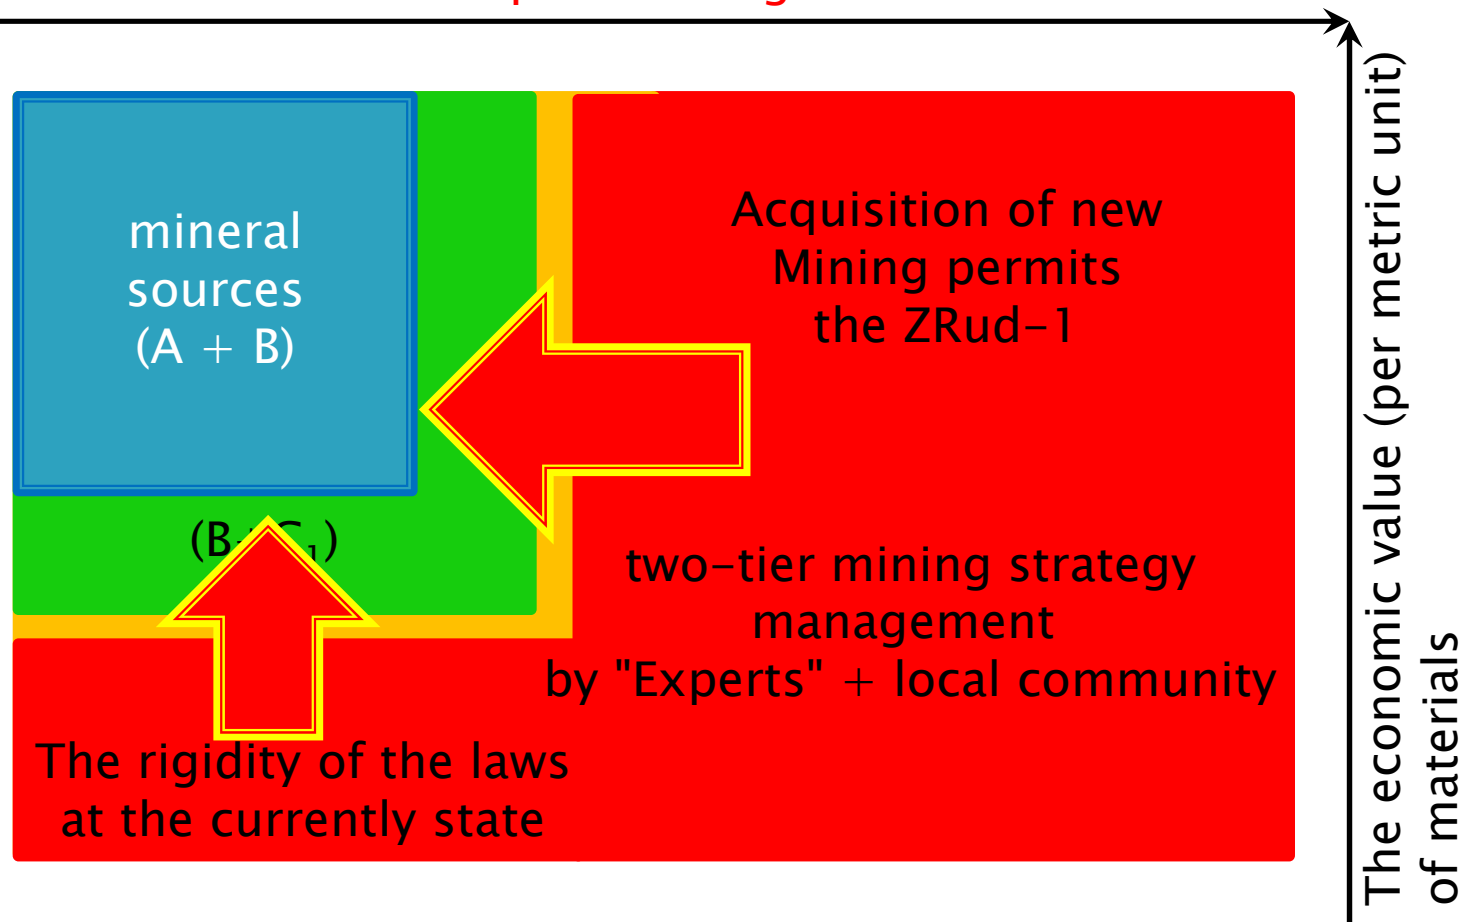 mineral
sources
(A + B)
Acquisition of new
Mining permits
the ZRud-1
two-tier mining strategy
management
by "Experts" + local community
The rigidity of the laws
at the currently state
The economic value (per metric unit)
of materials